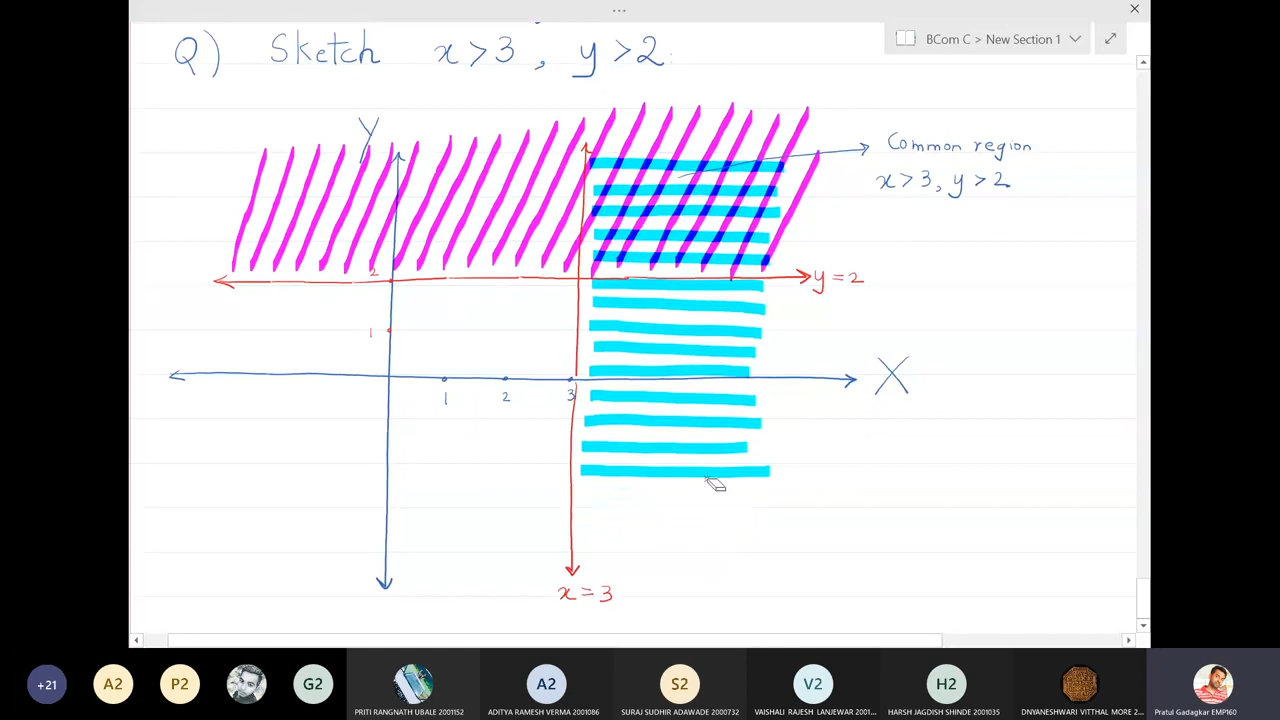 BCom C > New Section 1
Q) Sketch x>3, y>2.
Y
Common region
x>3, y>2
2
y=2
1
X
1 2 3
x=3
+21 A2 P2 G2 A2 S2 V2 H2
PRITI RANGNATH UBALE 2001152 ADITYA RAMESH VERMA 2001086 SURAJ SUDHIR ADAWADE 2000732 VAISHALI RAJESH LANJEWAR 2001... HARSH JAGDISH SHINDE 2001035 DNYANESHWARI VITTHAL MORE 2... Pratul Gadagkar EMP160